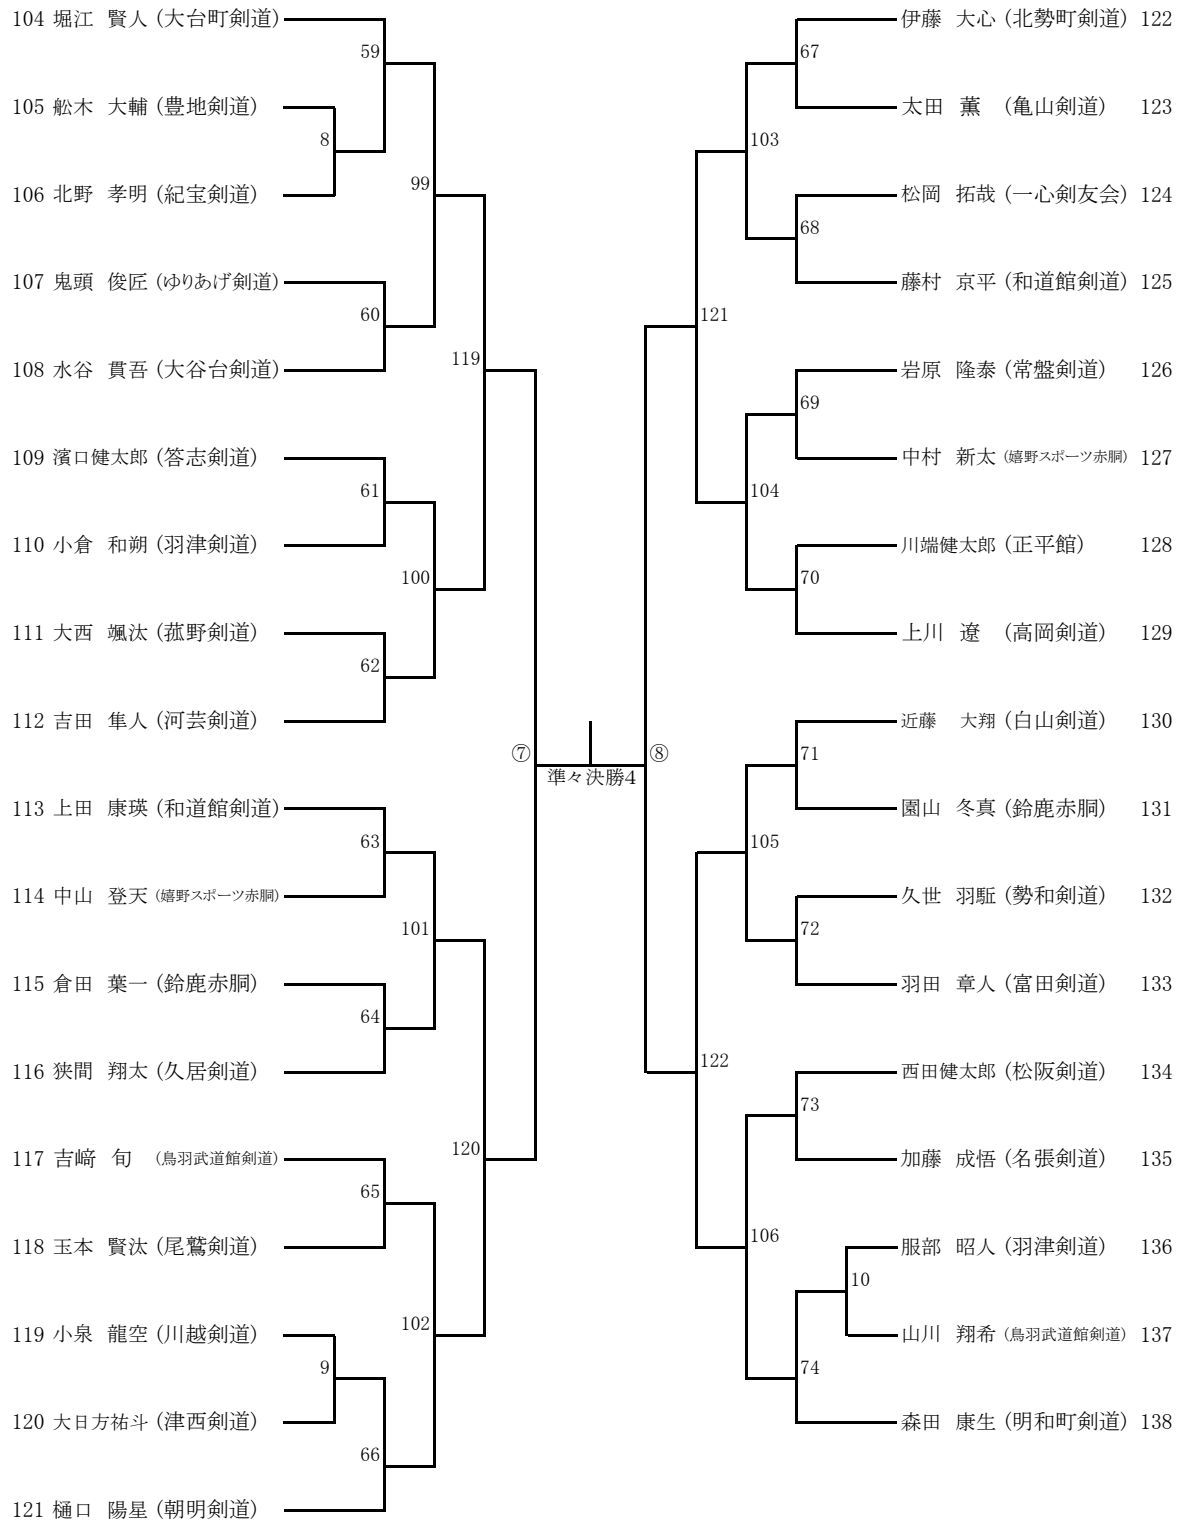 104 堀江 賢人 (大台町剣道)
59
105 舩木 大輔 (豊地剣道)
8
106 北野 孝明 (紀宝剣道)
99
107 鬼頭 俊匠 (ゆりあげ剣道)
60
108 水谷 貫吾 (大谷台剣道)
119
109 濱口健太郎 (答志剣道)
61
110 小倉 和朔 (羽津剣道)
100
111 大西 颯汰 (菰野剣道)
62
112 吉田 隼人 (河芸剣道)
⑦
113 上田 康瑛 (和道館剣道)
63
114 中山 登天 (嬉野スポーツ赤胴)
101
115 倉田 葉一 (鈴鹿赤胴)
64
116 狭間 翔太 (久居剣道)
120
117 吉﨑 旬 (鳥羽武道館剣道)
65
118 玉本 賢汰 (尾鷲剣道)
102
119 小泉 龍空 (川越剣道)
9
120 大日方祐斗 (津西剣道)
66
121 樋口 陽星 (朝明剣道)
準々決勝4
伊藤 大心 (北勢町剣道) 122
67
太田 薫 (亀山剣道) 123
103
松岡 拓哉 (一心剣友会) 124
68
藤村 京平 (和道館剣道) 125
121
岩原 隆泰 (常盤剣道) 126
69
中村 新太 (嬉野スポーツ赤胴) 127
104
川端健太郎 (正平館) 128
70
上川 遼 (高岡剣道) 129
⑧
近藤 大翔 (白山剣道) 130
71
園山 冬真 (鈴鹿赤胴) 131
105
久世 羽駈 (勢和剣道) 132
72
羽田 章人 (富田剣道) 133
122
西田健太郎 (松阪剣道) 134
73
加藤 成悟 (名張剣道) 135
106
服部 昭人 (羽津剣道) 136
10
山川 翔希 (鳥羽武道館剣道) 137
74
森田 康生 (明和町剣道) 138